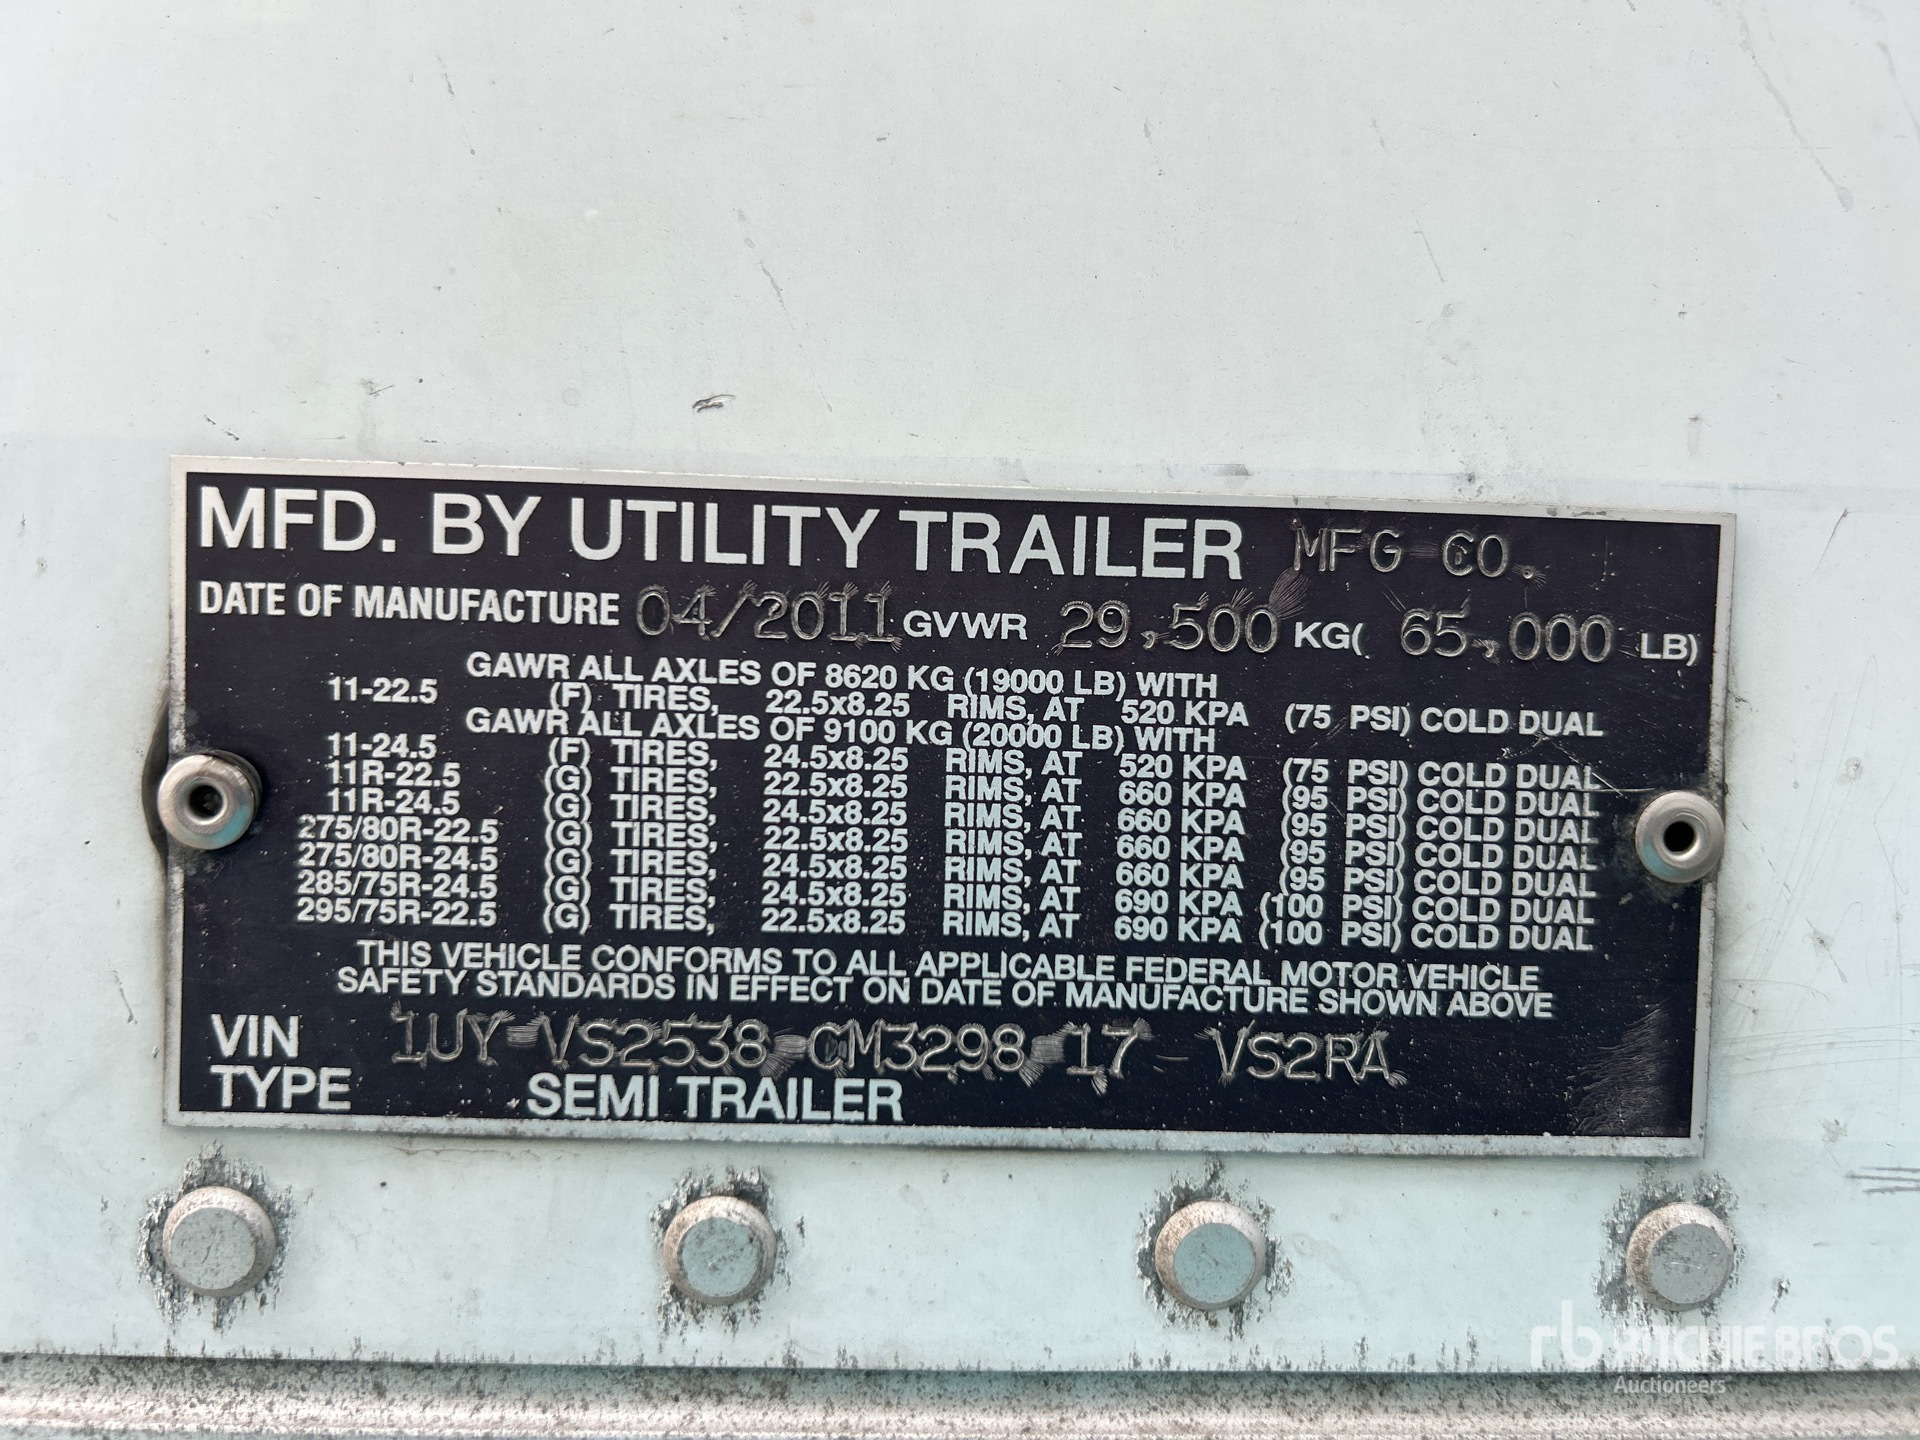 MFD. BY UTILITY TRAILER MFG CO.
DATE OF MANUFACTURE 04/2011 GVWR 29,500 KG( 65,000 LB)
GAWR ALL AXLES OF 8620 KG (19000 LB) WITH
11-22.5 (F) TIRES, 22.5x8.25 RIMS, AT 520 KPA (75 PSI) COLD DUAL
GAWR ALL AXLES OF 9100 KG (20000 LB) WITH
11-24.5 (F) TIRES, 24.5x8.25 RIMS, AT 520 KPA (75 PSI) COLD DUAL
11R-22.5 (G) TIRES, 22.5x8.25 RIMS, AT 660 KPA (95 PSI) COLD DUAL
11R-24.5 (G) TIRES, 24.5x8.25 RIMS, AT 660 KPA (95 PSI) COLD DUAL
275/80R-22.5 (G) TIRES, 22.5x8.25 RIMS, AT 660 KPA (95 PSI) COLD DUAL
275/80R-24.5 (G) TIRES, 24.5x8.25 RIMS, AT 660 KPA (95 PSI) COLD DUAL
285/75R-24.5 (G) TIRES, 24.5x8.25 RIMS, AT 690 KPA (100 PSI) COLD DUAL
295/75R-22.5 (G) TIRES, 22.5x8.25 RIMS, AT 690 KPA (100 PSI) COLD DUAL
THIS VEHICLE CONFORMS TO ALL APPLICABLE FEDERAL MOTOR VEHICLE
SAFETY STANDARDS IN EFFECT ON DATE OF MANUFACTURE SHOWN ABOVE
VIN 1UY-VS2538-CM3298-17 - VS2RA
TYPE SEMI TRAILER
rb RITCHIE BROS
Auctioneers